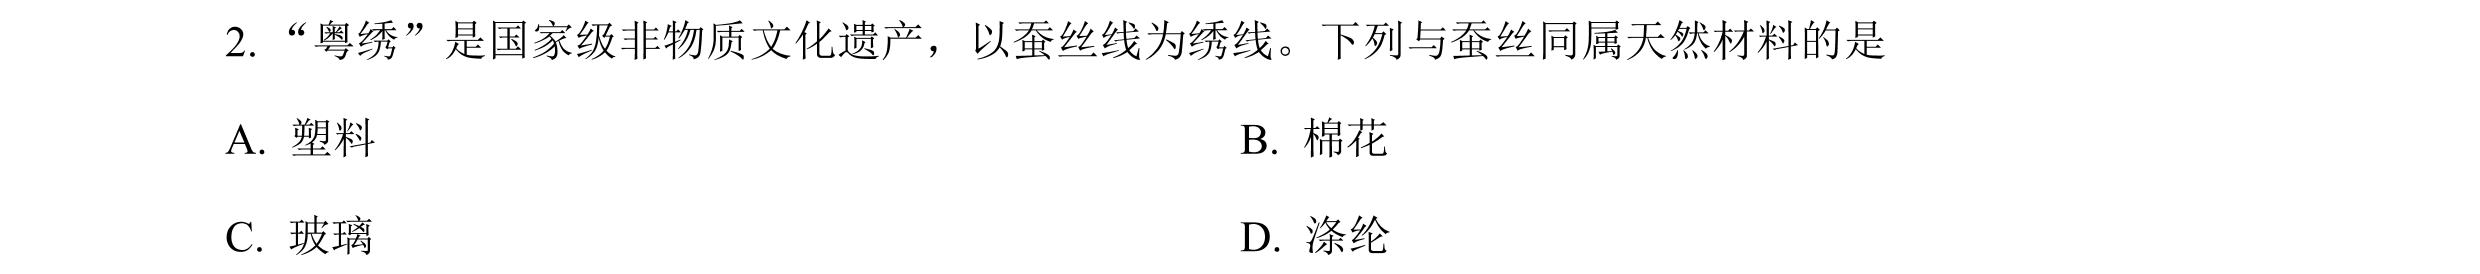 2. “粤绣”是国家级非物质文化遗产，以蚕丝线为绣线。下列与蚕丝同属天然材料的是
A. 塑料 B. 棉花
C. 玻璃 D. 涤纶